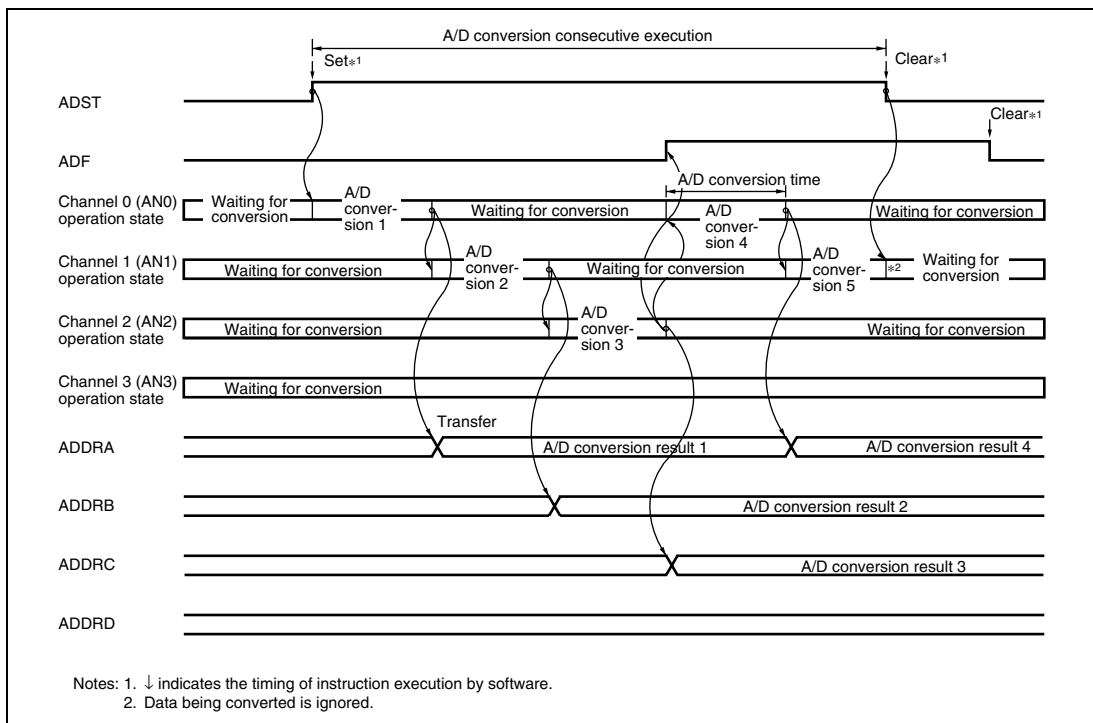 A/D conversion consecutive execution
Set*1
Clear*1
ADST
Clear*1
ADF
A/D conversion time
Channel 0 (AN0)
operation state
Waiting for
conversion
A/D
conver-
sion 1
Waiting for conversion
A/D
conver-
sion 4
Waiting for conversion
Channel 1 (AN1)
operation state
Waiting for conversion
A/D
conver-
sion 2
Waiting for conversion
A/D
conver-
sion 5
*2
Waiting for
conversion
Channel 2 (AN2)
operation state
Waiting for conversion
A/D
conver-
sion 3
Waiting for conversion
Channel 3 (AN3)
operation state
Waiting for conversion
Transfer
ADDRA
A/D conversion result 1
A/D conversion result 4
ADDRB
A/D conversion result 2
ADDRC
A/D conversion result 3
ADDRD
Notes: 1. ↓ indicates the timing of instruction execution by software.
2. Data being converted is ignored.